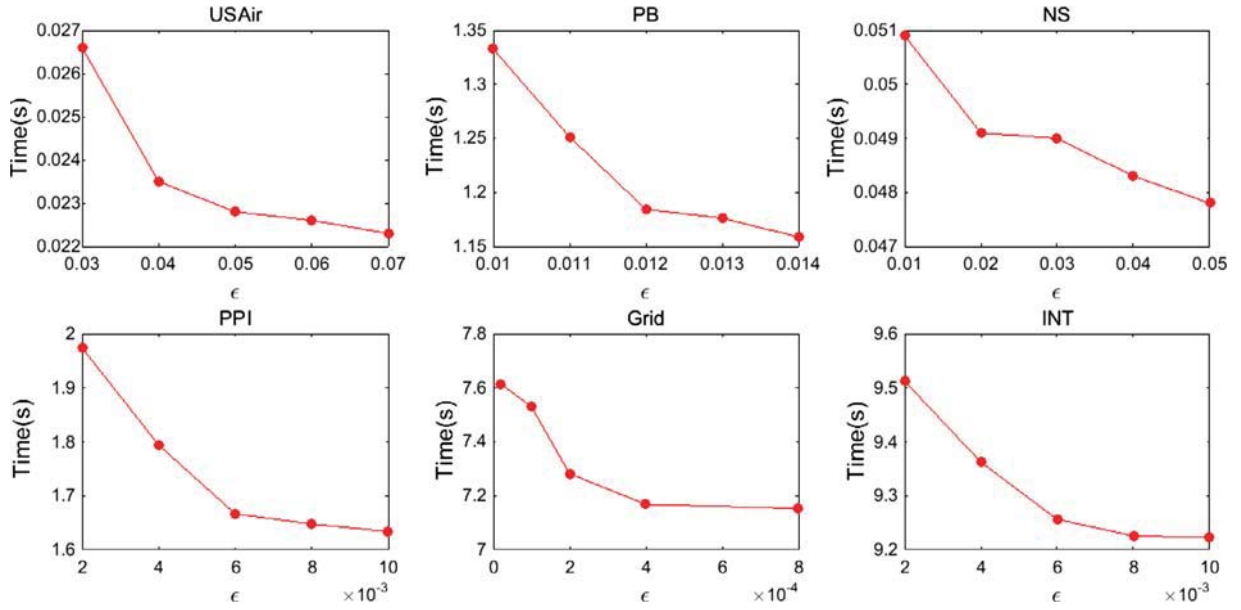 USAir
0.027
0.026
0.025
0.024
0.023
0.022
Time(s)
0.03 0.04 0.05 0.06 0.07
ϵ
PB
1.35
1.3
1.25
1.2
1.15
Time(s)
0.01 0.011 0.012 0.013 0.014
ϵ
NS
0.051
0.05
0.049
0.048
0.047
Time(s)
0.01 0.02 0.03 0.04 0.05
ϵ
PPI
2
1.9
1.8
1.7
1.6
Time(s)
2 4 6 8 10
ϵ ×10⁻³
Grid
7.8
7.6
7.4
7.2
7
Time(s)
0 2 4 6 8
ϵ ×10⁻⁴
INT
9.6
9.5
9.4
9.3
9.2
Time(s)
2 4 6 8 10
ϵ ×10⁻³